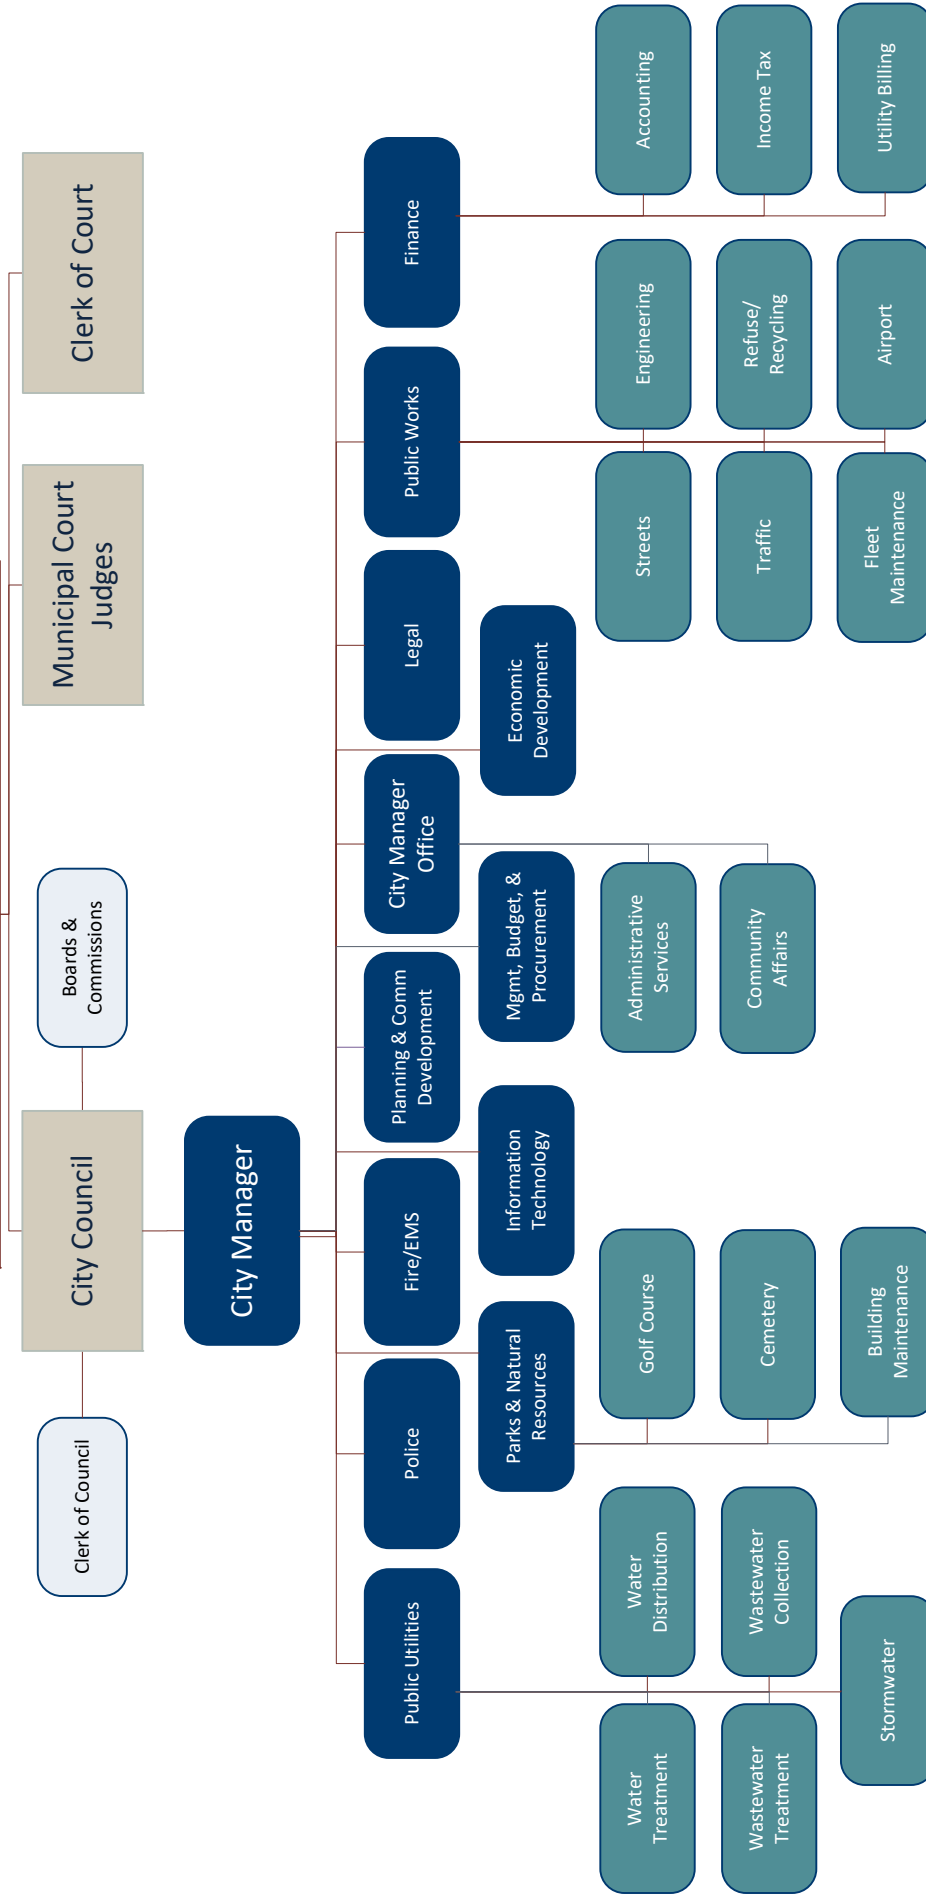 Clerk of Council
City Council
Boards &
Commissions
Municipal Court
Judges
Clerk of Court
City Manager
Public Utilities
Police
Fire/EMS
Planning & Comm
Development
City Manager
Office
Legal
Public Works
Finance
Parks & Natural
Resources
Information
Technology
Mgmt, Budget, &
Procurement
Economic
Development
Water
Treatment
Water
Distribution
Golf Course
Administrative
Services
Streets
Engineering
Accounting
Wastewater
Treatment
Wastewater
Collection
Cemetery
Community
Affairs
Traffic
Refuse/
Recycling
Income Tax
Stormwater
Building
Maintenance
Fleet
Maintenance
Airport
Utility Billing